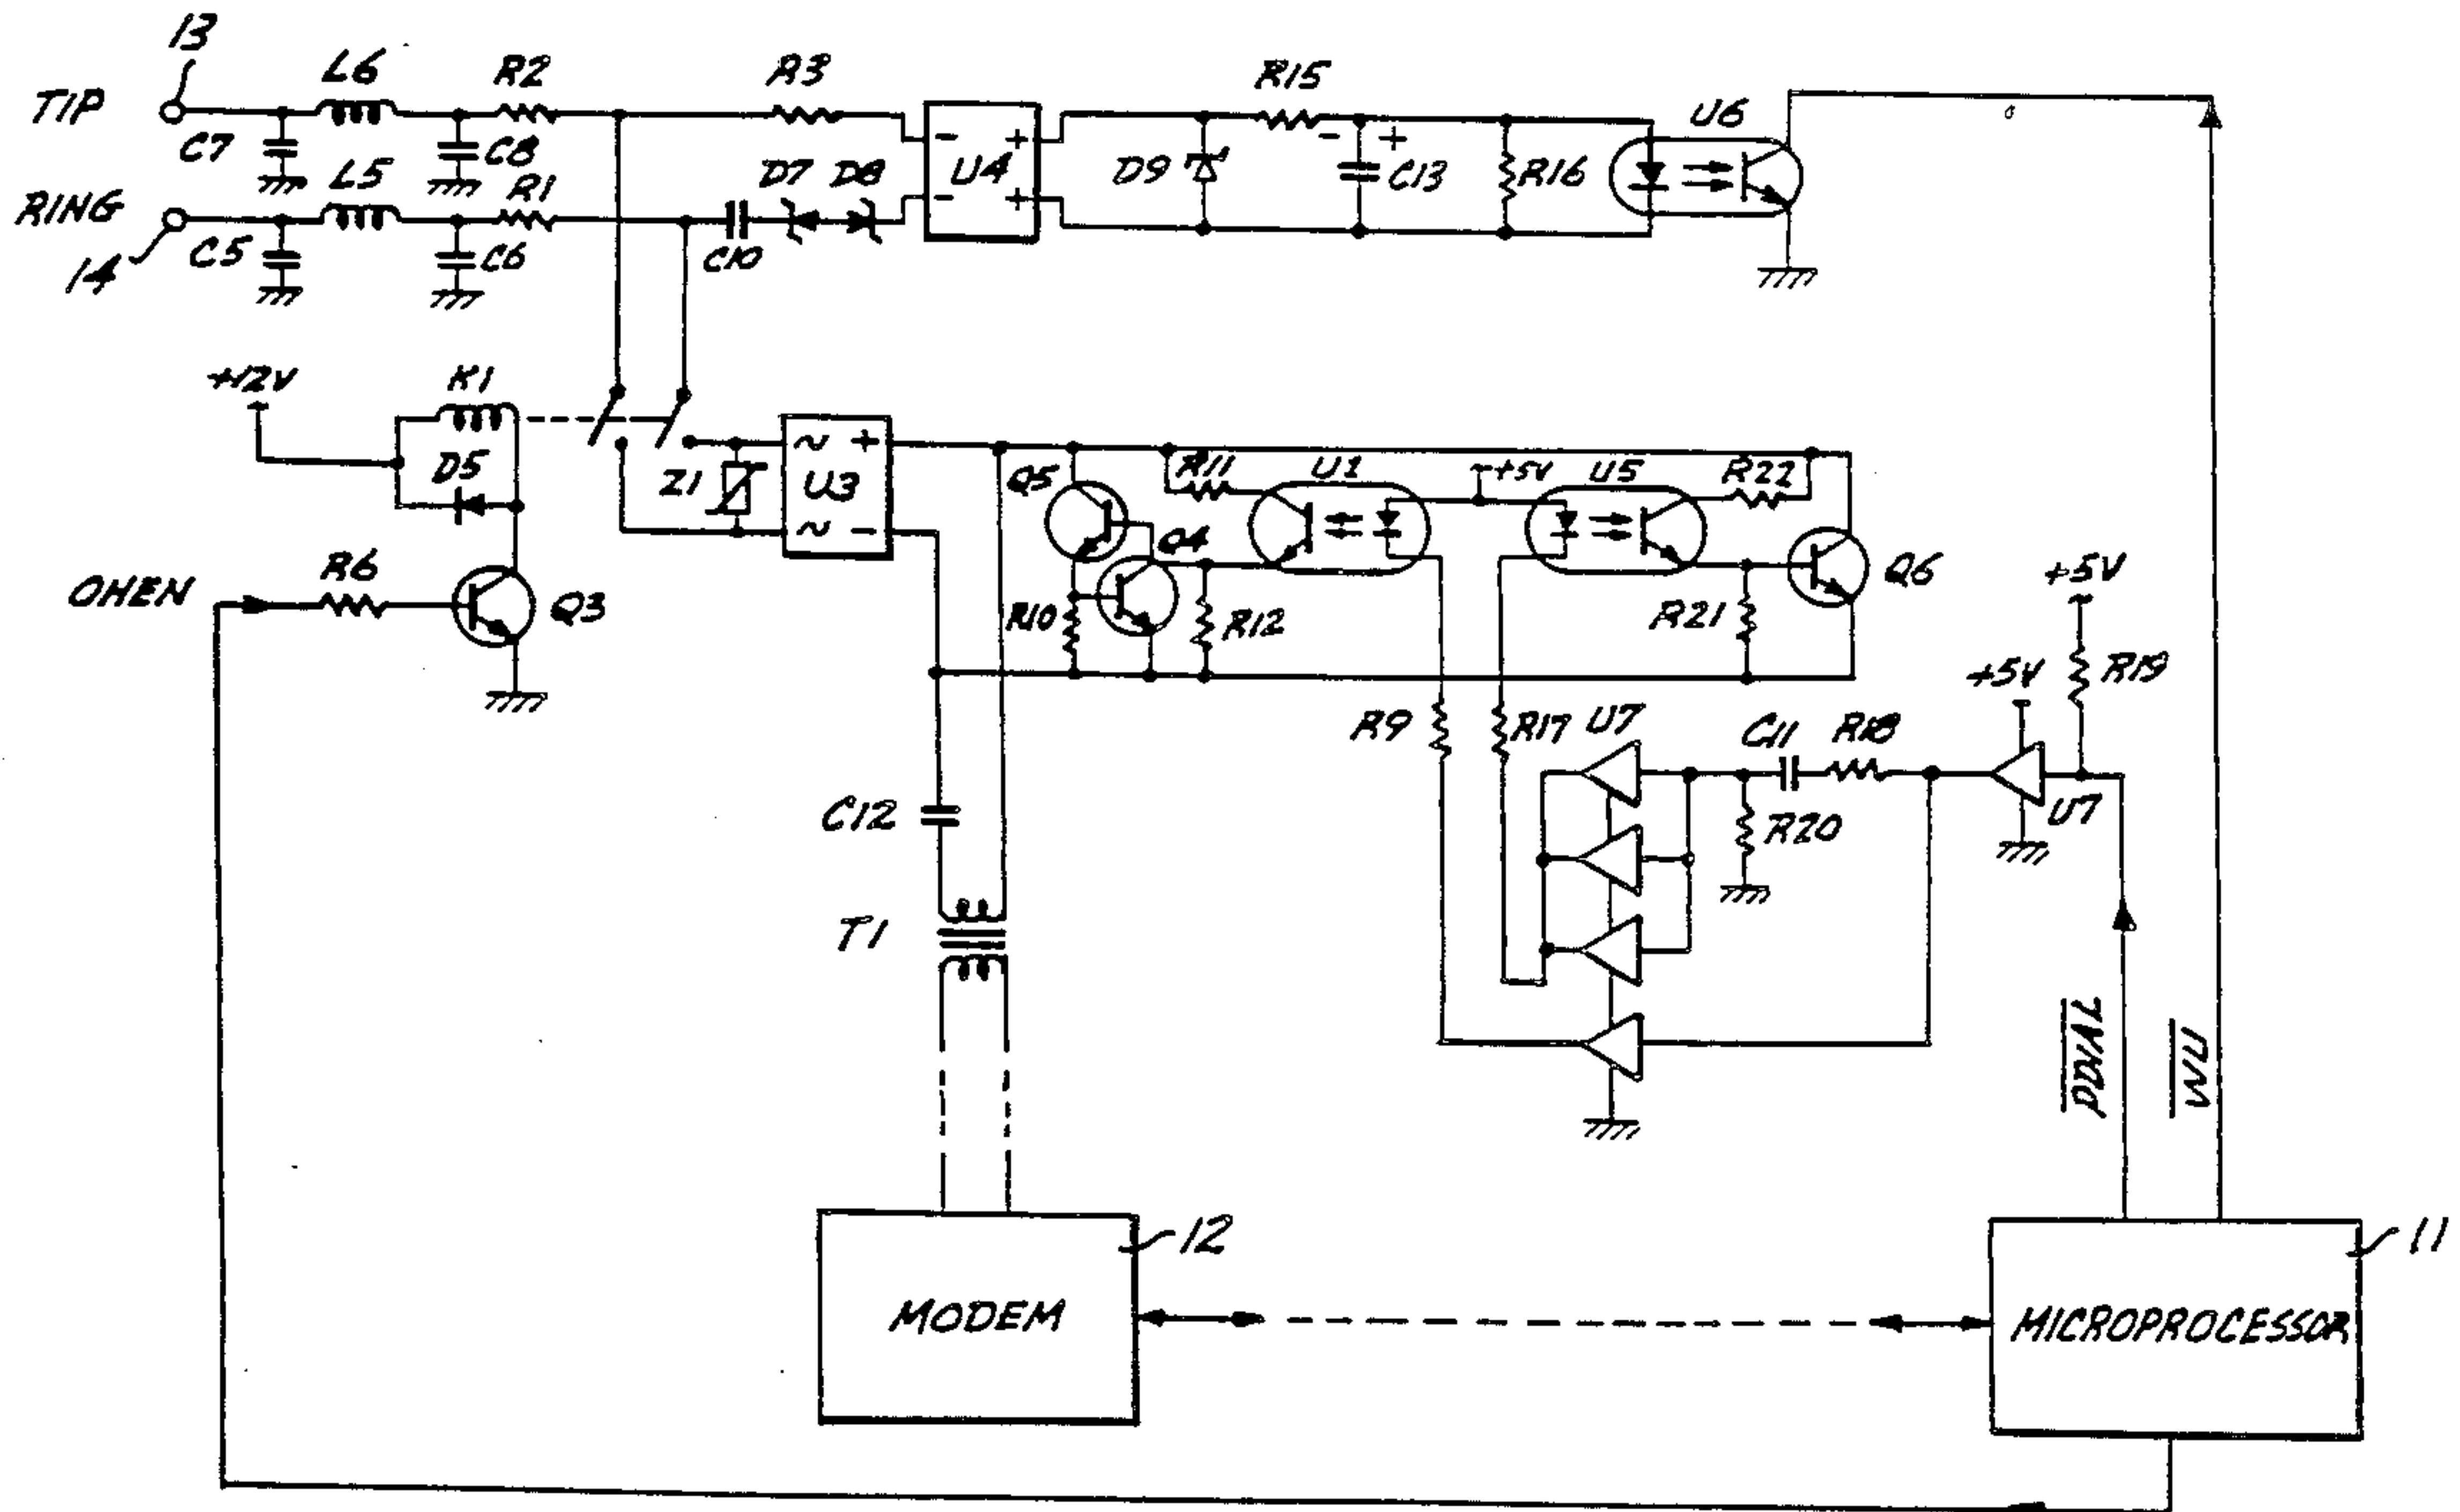 13
TIP
L6
R2
R3
R15
U6
C7
C8
- +
U4
- +
D9
- +
C13
R16
L5
R1
D7
D8
RING
14
C5
C6
C10
+12V
K1
D5
Z1
~ +
U3
~ -
Q5
R11
U1
+5V
U5
R22
Q4
Q6
OHEN
R6
Q3
R10
R12
R21
+5V
R19
+5V
R9
R17
U7
C11
R18
U7
C12
R20
T1
PDIAL
WU
12
11
MODEM
MICROPROCESSOR